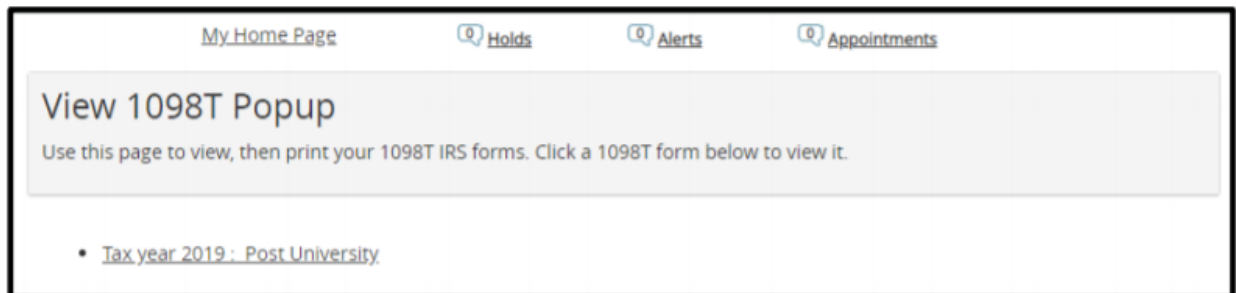 My Home Page 0 Holds 0 Alerts 0 Appointments
View 1098T Popup
Use this page to view, then print your 1098T IRS forms. Click a 1098T form below to view it.
• Tax year 2019 : Post University